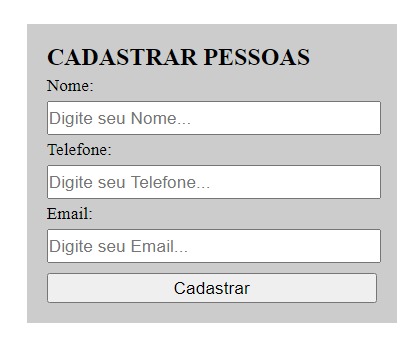 CADASTRAR PESSOAS
Nome:
Digite seu Nome...
Telefone:
Digite seu Telefone...
Email:
Digite seu Email...
Cadastrar